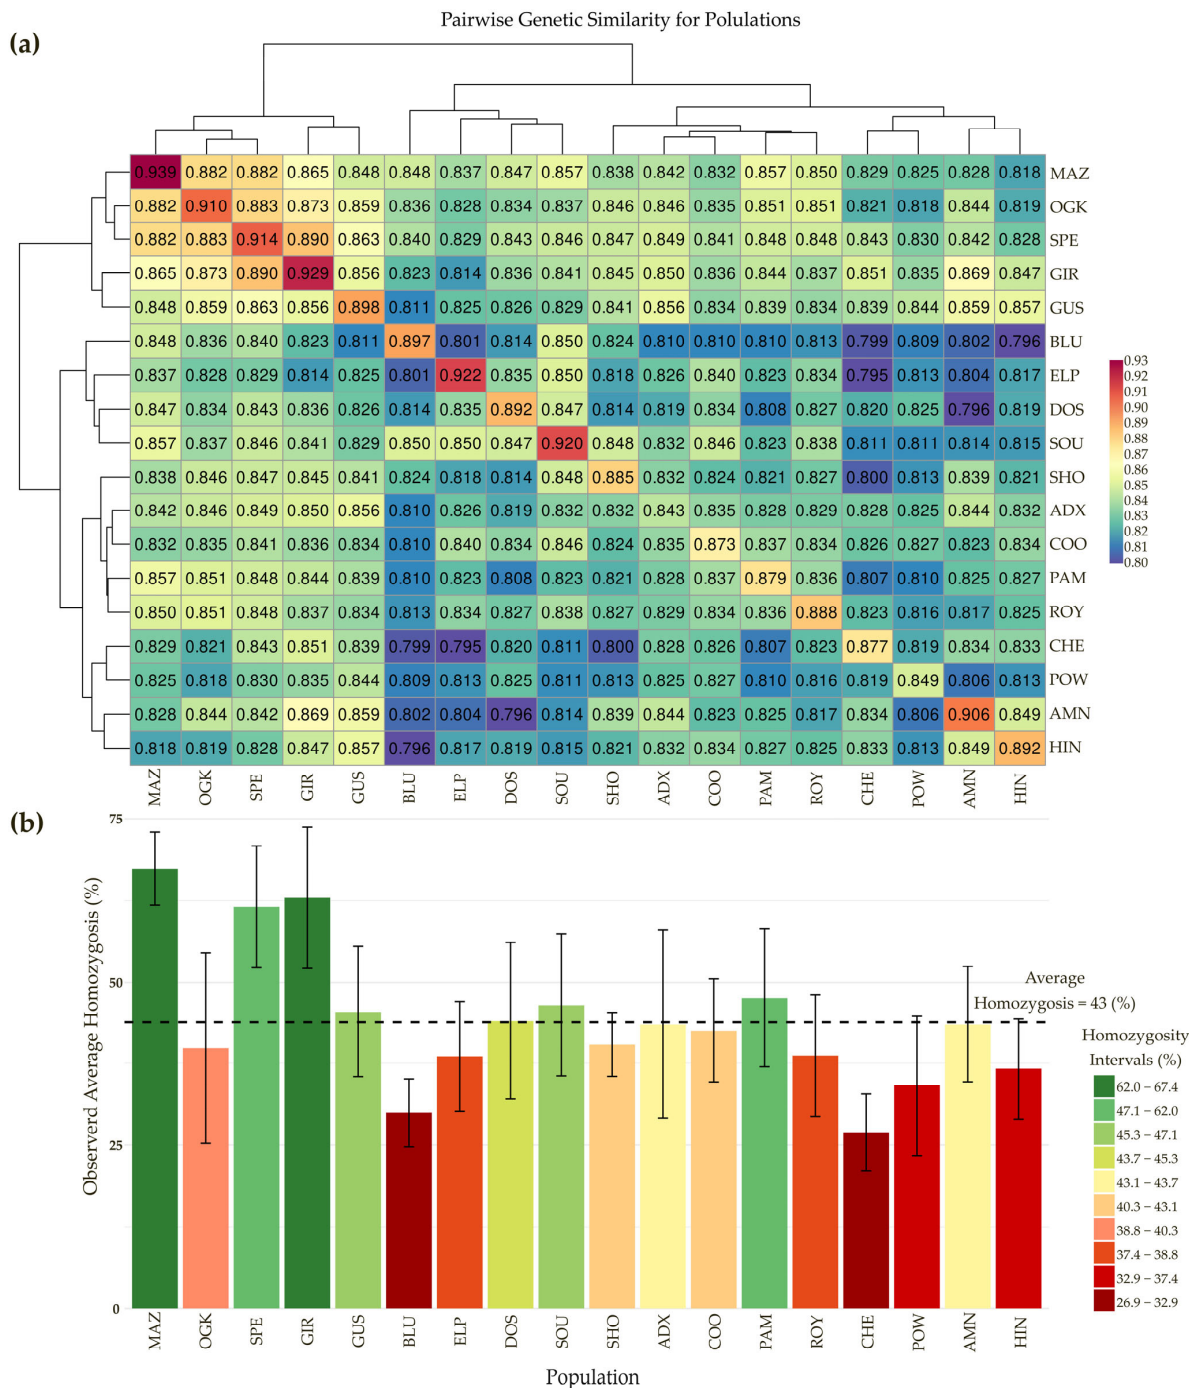 Pairwise Genetic Similarity for Polulations
(a)
0.939 0.882 0.882 0.865 0.848 0.848 0.837 0.847 0.857 0.838 0.842 0.832 0.857 0.850 0.829 0.825 0.828 0.818 MAZ
0.882 0.910 0.883 0.873 0.859 0.836 0.828 0.834 0.837 0.846 0.846 0.835 0.851 0.851 0.821 0.818 0.844 0.819 OGK
0.882 0.883 0.914 0.890 0.863 0.840 0.829 0.843 0.846 0.847 0.849 0.841 0.848 0.848 0.843 0.830 0.842 0.828 SPE
0.865 0.873 0.890 0.929 0.856 0.823 0.814 0.836 0.841 0.845 0.850 0.836 0.844 0.837 0.851 0.835 0.869 0.847 GIR
0.848 0.859 0.863 0.856 0.898 0.811 0.825 0.826 0.829 0.841 0.856 0.834 0.839 0.834 0.839 0.844 0.859 0.857 GUS
0.848 0.836 0.840 0.823 0.811 0.897 0.801 0.814 0.850 0.824 0.810 0.810 0.810 0.813 0.799 0.809 0.802 0.796 BLU
0.837 0.828 0.829 0.814 0.825 0.801 0.922 0.835 0.850 0.818 0.826 0.840 0.823 0.834 0.795 0.813 0.804 0.817 ELP
0.847 0.834 0.843 0.836 0.826 0.814 0.835 0.892 0.847 0.814 0.819 0.834 0.808 0.827 0.820 0.825 0.796 0.819 DOS
0.857 0.837 0.846 0.841 0.829 0.850 0.850 0.847 0.920 0.848 0.832 0.846 0.823 0.838 0.811 0.811 0.814 0.815 SOU
0.838 0.846 0.847 0.845 0.841 0.824 0.818 0.814 0.848 0.885 0.832 0.824 0.821 0.827 0.800 0.813 0.839 0.821 SHO
0.842 0.846 0.849 0.850 0.856 0.810 0.826 0.819 0.832 0.832 0.843 0.835 0.828 0.829 0.828 0.825 0.844 0.832 ADX
0.832 0.835 0.841 0.836 0.834 0.810 0.840 0.834 0.846 0.824 0.835 0.873 0.837 0.834 0.826 0.827 0.823 0.834 COO
0.857 0.851 0.848 0.844 0.839 0.810 0.823 0.808 0.823 0.821 0.828 0.837 0.879 0.836 0.807 0.810 0.825 0.827 PAM
0.850 0.851 0.848 0.837 0.834 0.813 0.834 0.827 0.838 0.827 0.829 0.834 0.836 0.888 0.823 0.816 0.817 0.825 ROY
0.829 0.821 0.843 0.851 0.839 0.799 0.795 0.820 0.811 0.800 0.828 0.826 0.807 0.823 0.877 0.819 0.834 0.833 CHE
0.825 0.818 0.830 0.835 0.844 0.809 0.813 0.825 0.811 0.813 0.825 0.827 0.810 0.816 0.819 0.849 0.806 0.813 POW
0.828 0.844 0.842 0.869 0.859 0.802 0.804 0.796 0.814 0.839 0.844 0.823 0.825 0.817 0.834 0.806 0.906 0.849 AMN
0.818 0.819 0.828 0.847 0.857 0.796 0.817 0.819 0.815 0.821 0.832 0.834 0.827 0.825 0.833 0.813 0.849 0.892 HIN
MAZ OGK SPE GIR GUS BLU ELP DOS SOU SHO ADX COO PAM ROY CHE POW AMN HIN
0.93
0.92
0.91
0.90
0.89
0.88
0.87
0.86
0.85
0.84
0.83
0.82
0.81
0.80
(b)
Observerd Average Homozygosis (%)
75
50
25
0
Average
Homozygosis = 43 (%)
Homozygosity
Intervals (%)
62.0 – 67.4
47.1 – 62.0
45.3 – 47.1
43.7 – 45.3
43.1 – 43.7
40.3 – 43.1
38.8 – 40.3
37.4 – 38.8
32.9 – 37.4
26.9 – 32.9
MAZ OGK SPE GIR GUS BLU ELP DOS SOU SHO ADX COO PAM ROY CHE POW AMN HIN
Population